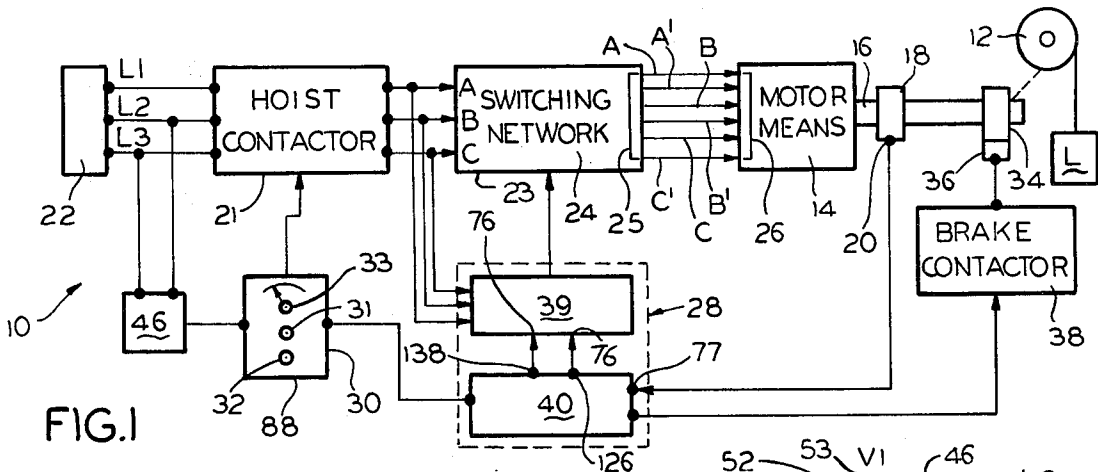 A A' B 12 16 18
L1
L2
L3
HOIST
CONTACTOR
A
B
C
SWITCHING
NETWORK
MOTOR
MEANS
L
22 21 23 24 25 C' C B' 26 14 20 36 34
76
BRAKE
CONTACTOR
10
46
33
31
32
39
28
76
138
77
38
88 30
40
126
FIG.1
52 53 V1 46